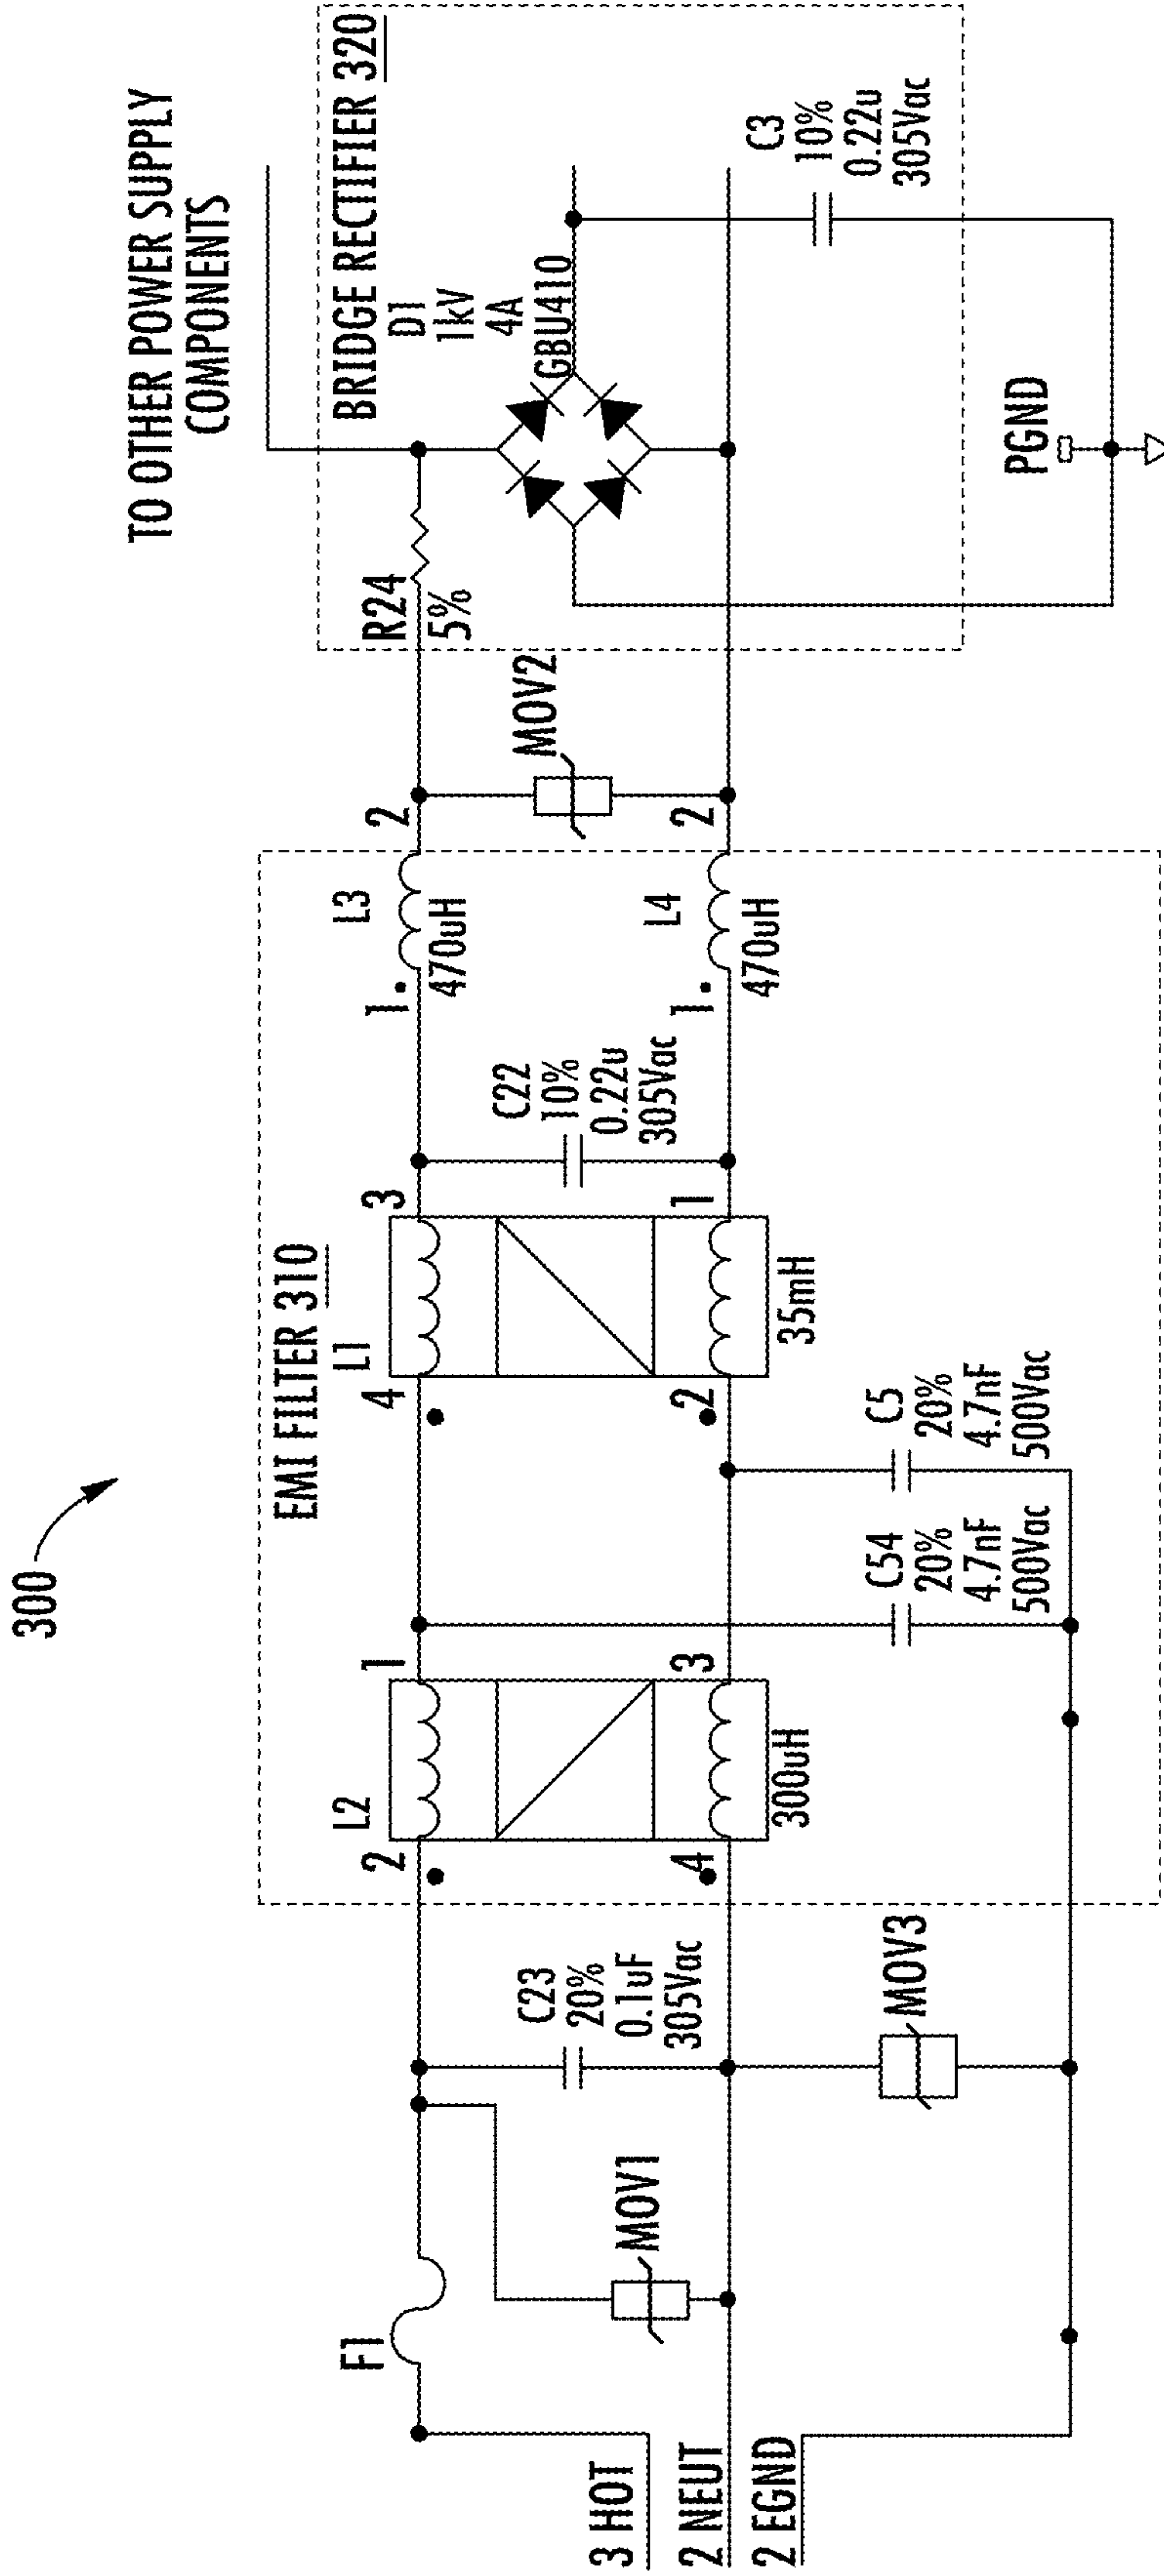 300
TO OTHER POWER SUPPLY
COMPONENTS
EMI FILTER 310
BRIDGE RECTIFIER 320
D1
1kV
4A
GBU410
R24
5%
F1
L2
2
1
4
3
300uH
L1
4
3
2
1
35mH
L3
1
2
470uH
L4
1
2
470uH
C23
20%
0.1uF
305Vac
C22
10%
0.22u
305Vac
C54
20%
4.7nF
500Vac
C5
20%
4.7nF
500Vac
C3
10%
0.22u
305Vac
MOV1
MOV2
MOV3
3 HOT
2 NEUT
2 EGND
PGND